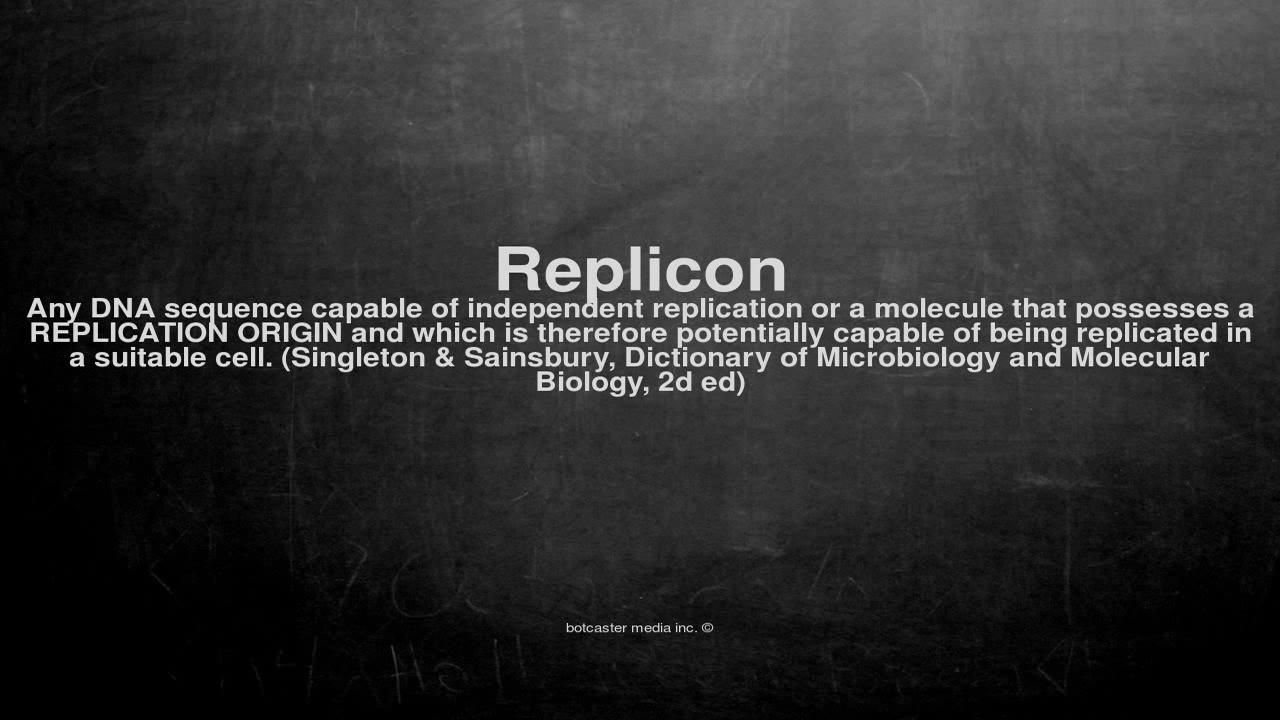 Replicon
Any DNA sequence capable of independent replication or a molecule that possesses a
REPLICATION ORIGIN and which is therefore potentially capable of being replicated in
a suitable cell. (Singleton & Sainsbury, Dictionary of Microbiology and Molecular
Biology, 2d ed)
botcaster media inc. ©